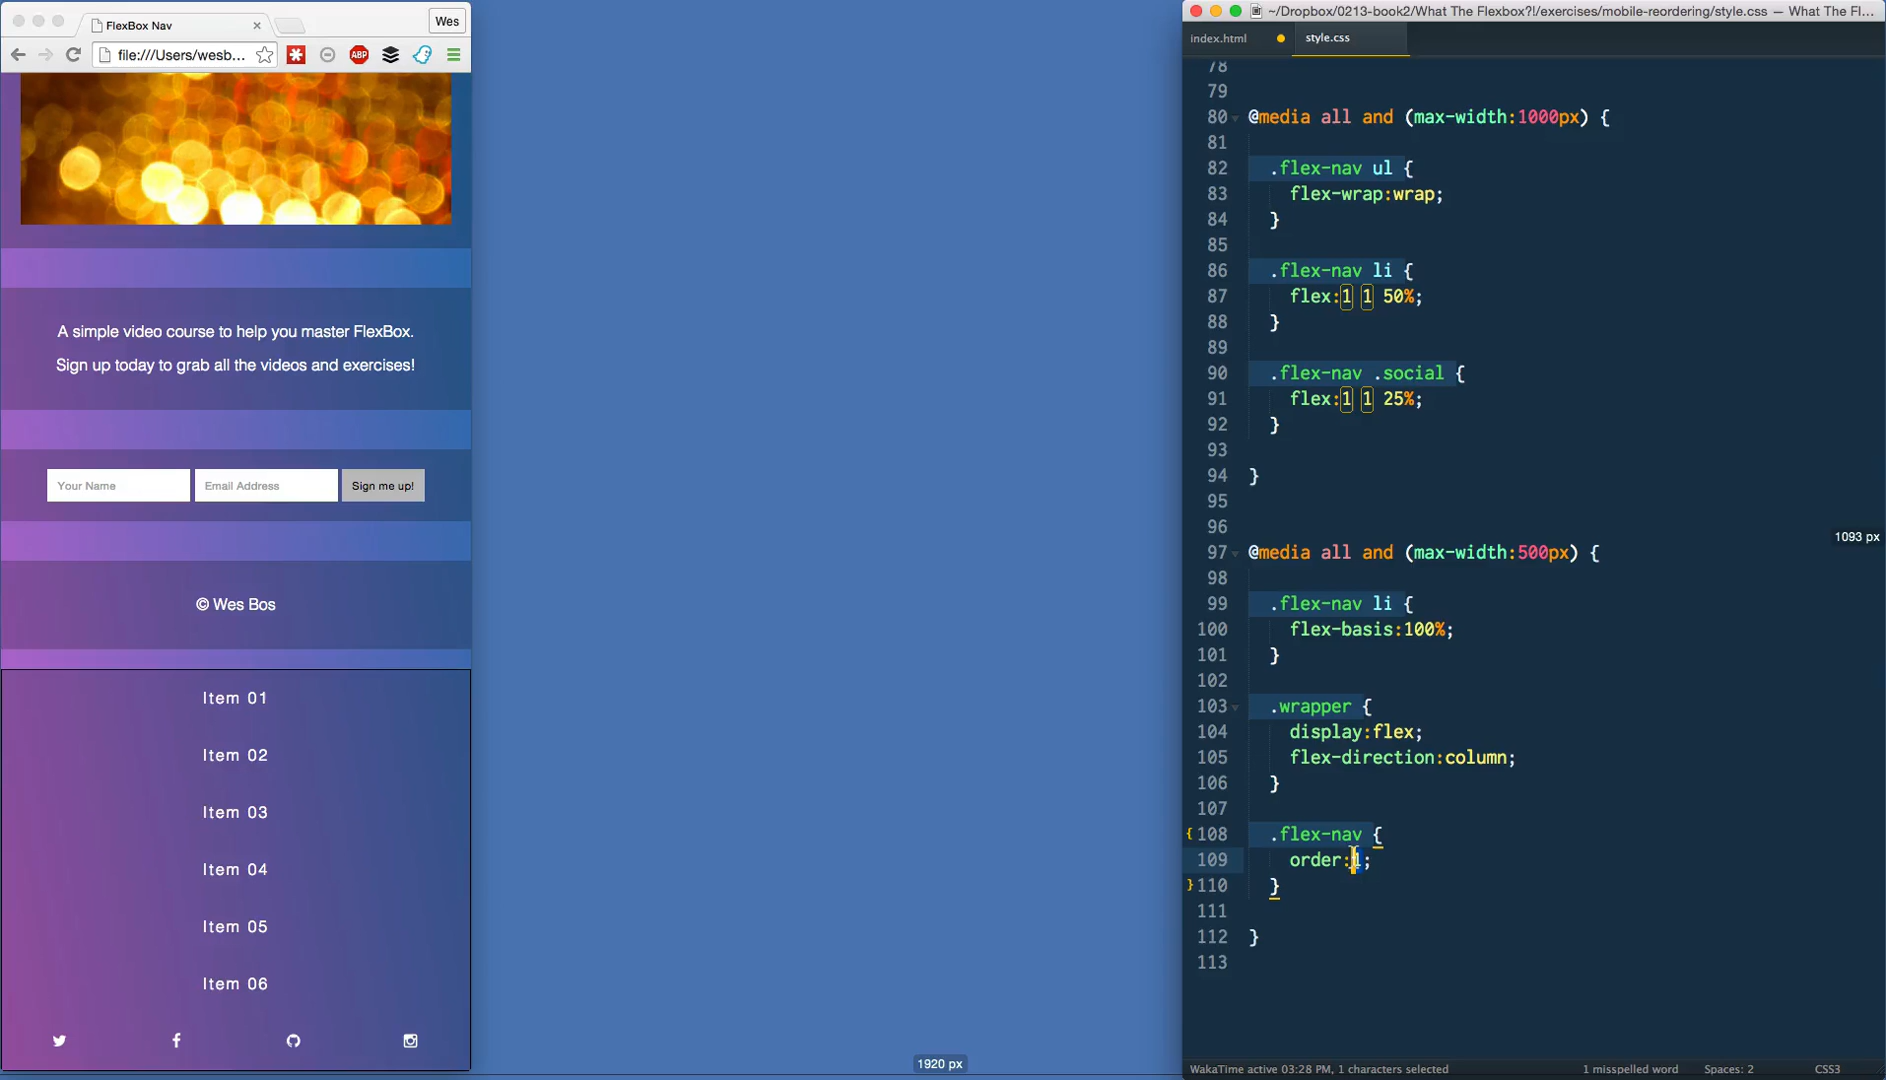 FlexBox Nav
Wes
file:///Users/wesb...
ABP
A simple video course to help you master FlexBox.
Sign up today to grab all the videos and exercises!
Your Name
Email Address
Sign me up!
© Wes Bos
Item 01
Item 02
Item 03
Item 04
Item 05
Item 06
1920 px
~/Dropbox/0213-book2/What The Flexbox?!/exercises/mobile-reordering/style.css — What The Fl...
index.html
style.css
78
79
80 @media all and (max-width:1000px) {
81
82 .flex-nav ul {
83 flex-wrap:wrap;
84 }
85
86 .flex-nav li {
87 flex:1 1 50%;
88 }
89
90 .flex-nav .social {
91 flex:1 1 25%;
92 }
93
94 }
95
96
1093 px
97 @media all and (max-width:500px) {
98
99 .flex-nav li {
100 flex-basis:100%;
101 }
102
103 .wrapper {
104 display:flex;
105 flex-direction:column;
106 }
107
{ 108 .flex-nav {
109 order:1;
} 110 }
111
112 }
113
WakaTime active 03:28 PM, 1 characters selected
1 misspelled word
Spaces: 2
CSS3